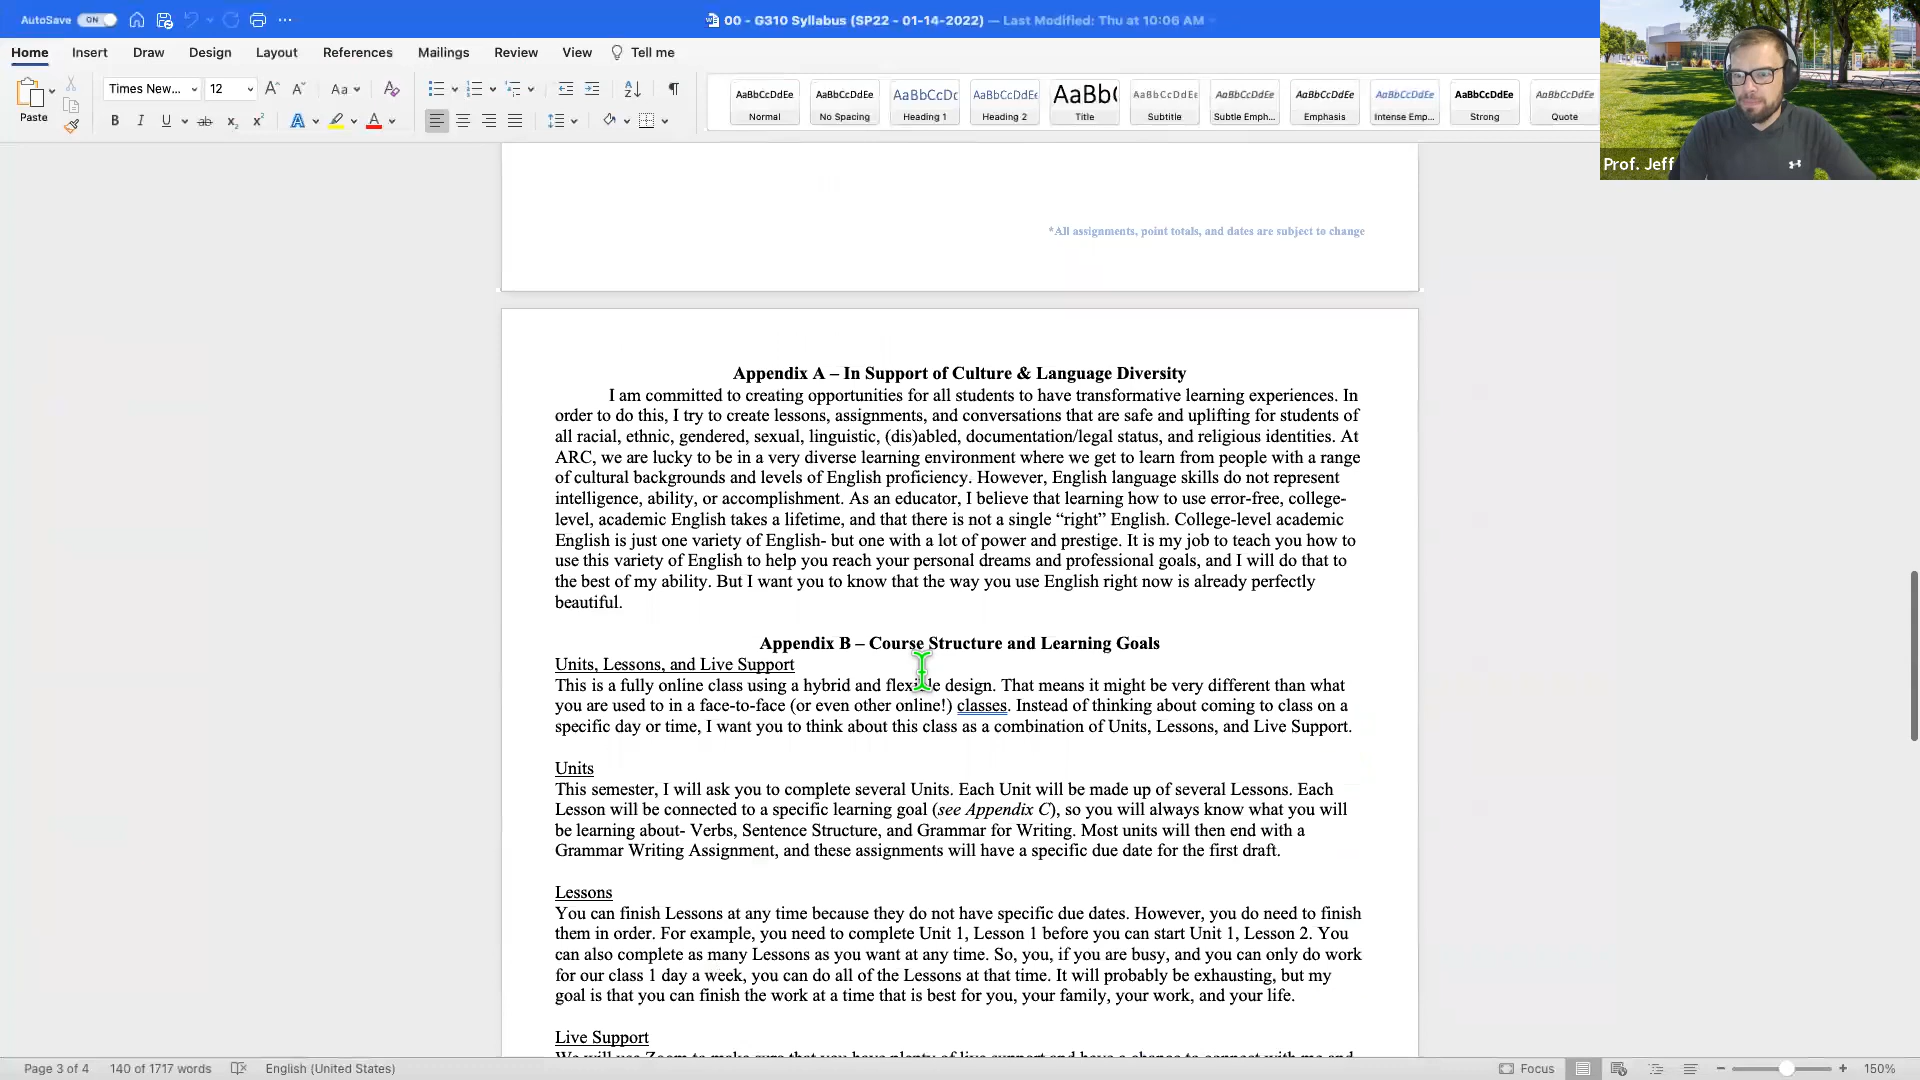 AutoSave ON
00 - G310 Syllabus (SP22 - 01-14-2022) — Last Modified: Thu at 10:06 AM
Home Insert Draw Design Layout References Mailings Review View Tell me
Paste
Times New... 12
Aa
B I U ab x₂ x² A A
AaBbCcDdEe AaBbCcDdEe AaBbCcDc AaBbCcDdEe AaBb( AaBbCcDdEe AaBbCcDdEe AaBbCcDdEe AaBbCcDdEe AaBbCcDdEe AaBbCcDdEe
Normal No Spacing Heading 1 Heading 2 Title Subtitle Subtle Emph... Emphasis Intense Emp... Strong Quote
Prof. Jeff
*All assignments, point totals, and dates are subject to change
Appendix A – In Support of Culture & Language Diversity
I am committed to creating opportunities for all students to have transformative learning experiences. In
order to do this, I try to create lessons, assignments, and conversations that are safe and uplifting for students of
all racial, ethnic, gendered, sexual, linguistic, (dis)abled, documentation/legal status, and religious identities. At
ARC, we are lucky to be in a very diverse learning environment where we get to learn from people with a range
of cultural backgrounds and levels of English proficiency. However, English language skills do not represent
intelligence, ability, or accomplishment. As an educator, I believe that learning how to use error-free, college-
level, academic English takes a lifetime, and that there is not a single “right” English. College-level academic
English is just one variety of English- but one with a lot of power and prestige. It is my job to teach you how to
use this variety of English to help you reach your personal dreams and professional goals, and I will do that to
the best of my ability. But I want you to know that the way you use English right now is already perfectly
beautiful.
Appendix B – Course Structure and Learning Goals
Units, Lessons, and Live Support
This is a fully online class using a hybrid and flexible design. That means it might be very different than what
you are used to in a face-to-face (or even other online!) classes. Instead of thinking about coming to class on a
specific day or time, I want you to think about this class as a combination of Units, Lessons, and Live Support.
Units
This semester, I will ask you to complete several Units. Each Unit will be made up of several Lessons. Each
Lesson will be connected to a specific learning goal (see Appendix C), so you will always know what you will
be learning about- Verbs, Sentence Structure, and Grammar for Writing. Most units will then end with a
Grammar Writing Assignment, and these assignments will have a specific due date for the first draft.
Lessons
You can finish Lessons at any time because they do not have specific due dates. However, you do need to finish
them in order. For example, you need to complete Unit 1, Lesson 1 before you can start Unit 1, Lesson 2. You
can also complete as many Lessons as you want at any time. So, you, if you are busy, and you can only do work
for our class 1 day a week, you can do all of the Lessons at that time. It will probably be exhausting, but my
goal is that you can finish the work at a time that is best for you, your family, your work, and your life.
Live Support
We will use Zoom to make sure that you have plenty of live support and have a chance to connect with me and
Page 3 of 4 140 of 1717 words English (United States) Focus 150%